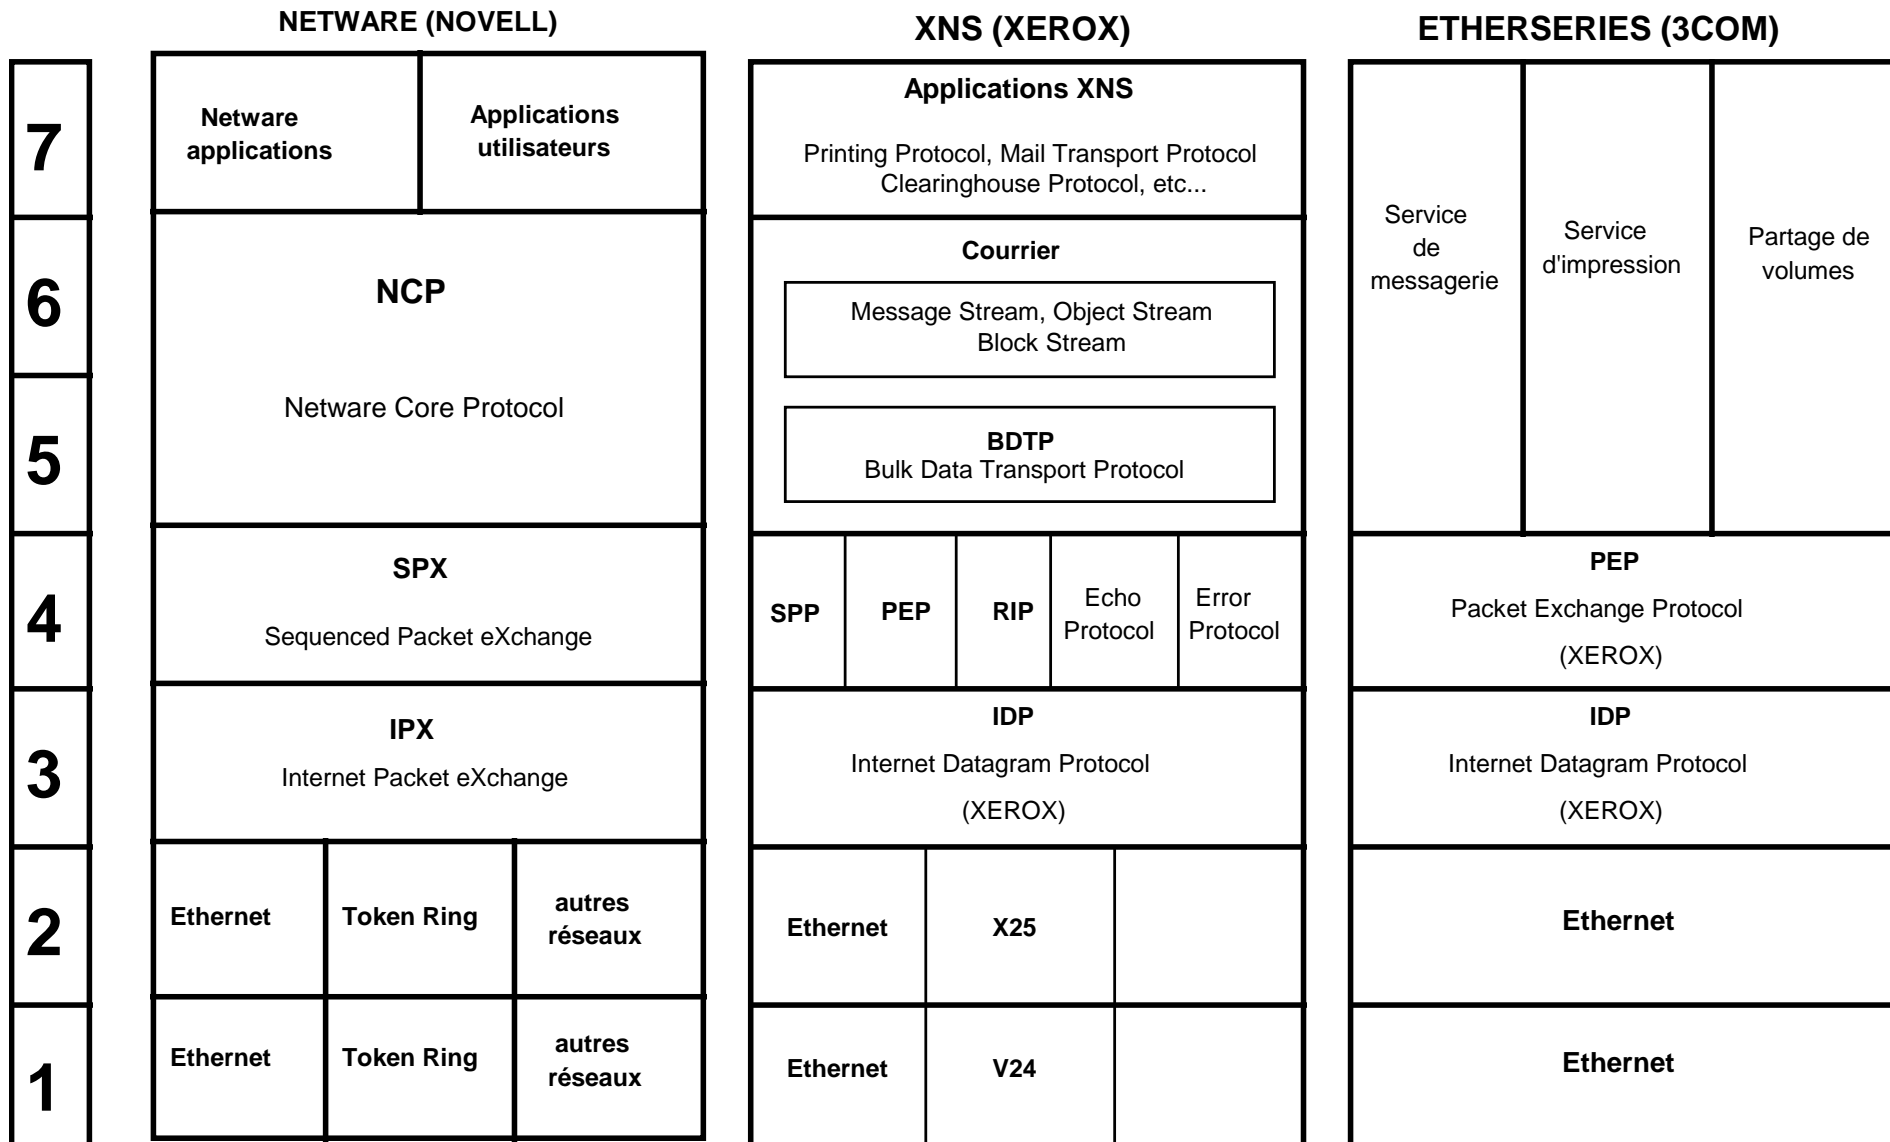 NETWARE (NOVELL)
XNS (XEROX)
ETHERSERIES (3COM)
7
Netware
applications
Applications
utilisateurs
Applications XNS
Printing Protocol, Mail Transport Protocol
Clearinghouse Protocol, etc...
Service
de
messagerie
Service
d'impression
Partage de
volumes
6
NCP
Netware Core Protocol
Courrier
Message Stream, Object Stream
Block Stream
5
BDTP
Bulk Data Transport Protocol
4
SPX
Sequenced Packet eXchange
SPP
PEP
RIP
Echo
Protocol
Error
Protocol
PEP
Packet Exchange Protocol
(XEROX)
3
IPX
Internet Packet eXchange
IDP
Internet Datagram Protocol
(XEROX)
IDP
Internet Datagram Protocol
(XEROX)
2
Ethernet
Token Ring
autres
réseaux
Ethernet
X25
Ethernet
1
Ethernet
Token Ring
autres
réseaux
Ethernet
V24
Ethernet